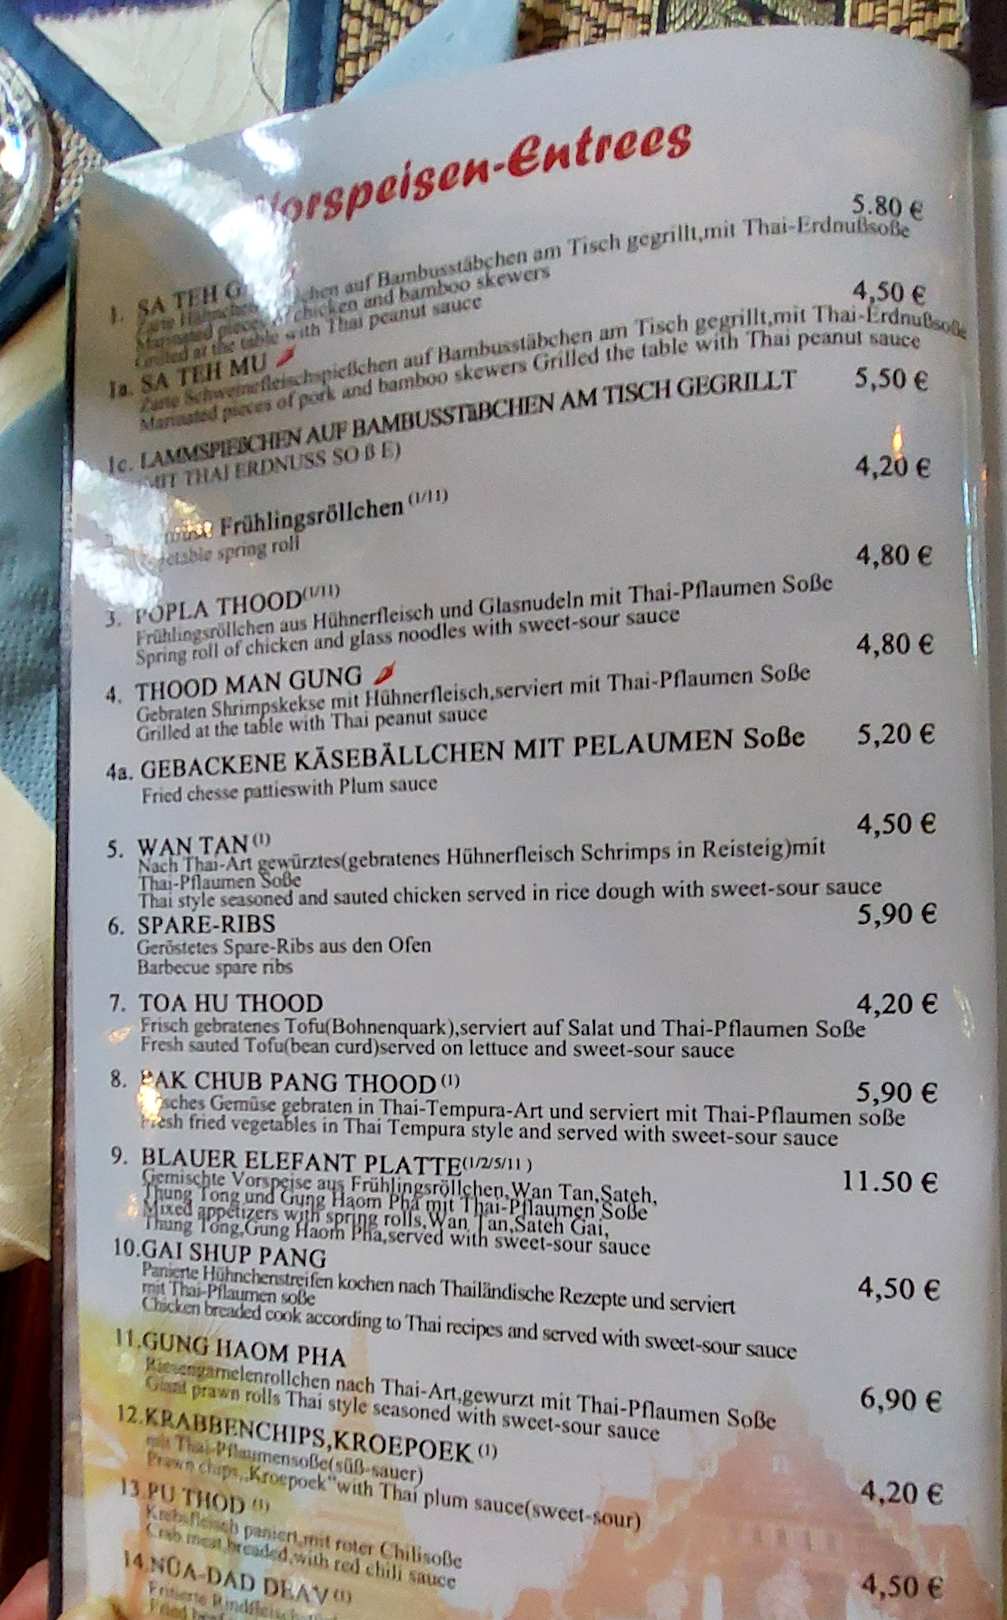 Vorspeisen-Entrees
5.80 €
1. SA TEH
Zarte auf Bambusstäbchen am Tisch gegrillt,mit Thai-Erdnußsoße
Marinated pieces of chicken and bamboo skewers
Grilled at the table with Thai peanut sauce
4,50 €
1a. SA TEH MU
Zarte Schweinefleischspießchen auf Bambusstäbchen am Tisch gegrillt,mit Thai-Erdnußsoße
Marinated pieces of pork and bamboo skewers Grilled the table with Thai peanut sauce
1c. LAMMSPIEßCHEN AUF BAMBUSSTäBCHEN AM TISCH GEGRILLT 5,50 €
MIT THAI ERDNUSS SO ß E)
4,20 €
Frühlingsröllchen (1/11)
vegetable spring roll
4,80 €
3. POPLA THOOD(1/11)
Frühlingsröllchen aus Hühnerfleisch und Glasnudeln mit Thai-Pflaumen Soße
Spring roll of chicken and glass noodles with sweet-sour sauce
4,80 €
4. THOOD MAN GUNG
Gebraten Shrimpskekse mit Hühnerfleisch,serviert mit Thai-Pflaumen Soße
Grilled at the table with Thai peanut sauce
4a. GEBACKENE KÄSEBÄLLCHEN MIT PELAUMEN Soße 5,20 €
Fried chesse pattieswith Plum sauce
4,50 €
5. WAN TAN (1)
Nach Thai-Art gewürztes(gebratenes Hühnerfleisch Schrimps in Reisteig)mit
Thai-Pflaumen Soße
Thai style seasoned and sauted chicken served in rice dough with sweet-sour sauce
6. SPARE-RIBS 5,90 €
Geröstetes Spare-Ribs aus den Ofen
Barbecue spare ribs
7. TOA HU THOOD 4,20 €
Frisch gebratenes Tofu(Bohnenquark),serviert auf Salat und Thai-Pflaumen Soße
Fresh sauted Tofu(bean curd)served on lettuce and sweet-sour sauce
8. PAK CHUB PANG THOOD (1) 5,90 €
Frisches Gemüse gebraten in Thai-Tempura-Art und serviert mit Thai-Pflaumen soße
Fresh fried vegetables in Thai Tempura style and served with sweet-sour sauce
9. BLAUER ELEFANT PLATTE(1/2/5/11 ) 11.50 €
Gemischte Vorspeise aus Frühlingsröllchen,Wan Tan,Sateh,
Thung Tong und Gung Haom Pha mit Thai-Pflaumen Soße
Mixed appetizers with spring rolls,Wan Tan,Sateh Gai,
Thung Tong,Gung Haom Pha,served with sweet-sour sauce
10.GAI SHUP PANG 4,50 €
Panierte Hühnchenstreifen kochen nach Thailändische Rezepte und serviert
mit Thai-Pflaumen soße
Chicken breaded cook according to Thai recipes and served with sweet-sour sauce
11.GUNG HAOM PHA 6,90 €
Riesengarnelenrollchen nach Thai-Art,gewurzt mit Thai-Pflaumen Soße
Giant prawn rolls Thai style seasoned with sweet-sour sauce
12.KRABBENCHIPS,KROEPOEK (1) 4,20 €
mit Thai-Pflaumensoße(süß-sauer)
Prawn chips,„Kroepoek"with Thai plum sauce(sweet-sour)
13.PU THOD (1) 4,50 €
Krebsfleisch paniert,mit roter Chilisoße
Crab meat,breaded,with red chili sauce
14.NÜA-DAD DEAV (1)
Fritierte
Fried